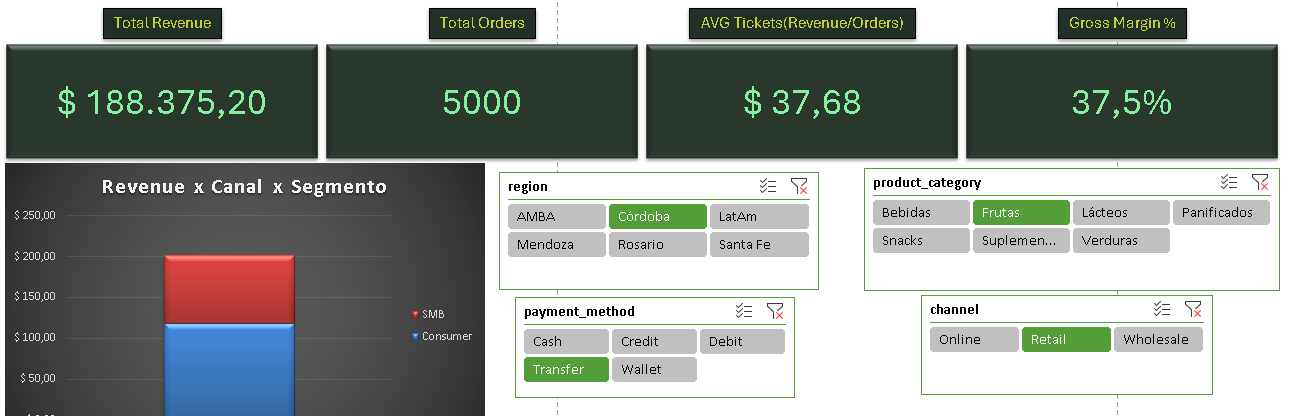 Total Revenue
Total Orders
AVG Tickets(Revenue/Orders)
Gross Margin %
$ 188.375,20
5000
$ 37,68
37,5%
Revenue x Canal x Segmento
$ 250,00
$ 200,00
$ 150,00
$ 100,00
$ 50,00
SMB
Consumer
region
AMBA Córdoba LatAm
Mendoza Rosario Santa Fe
product_category
Bebidas Frutas Lácteos Panificados
Snacks Suplemen... Verduras
payment_method
Cash Credit Debit
Transfer Wallet
channel
Online Retail Wholesale